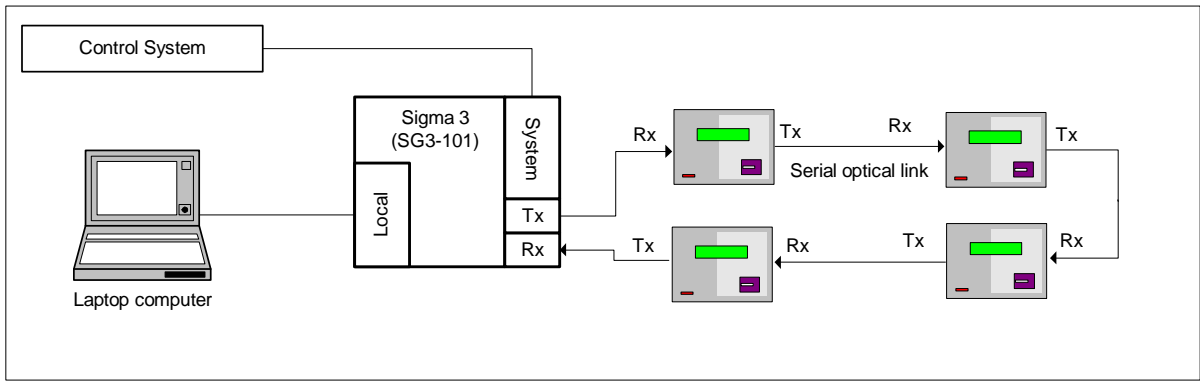 Control System
Sigma 3
(SG3-101)
System
Local
Tx
Rx
Rx
Tx
Rx
Tx
Serial optical link
Tx
Rx
Tx
Rx
Laptop computer